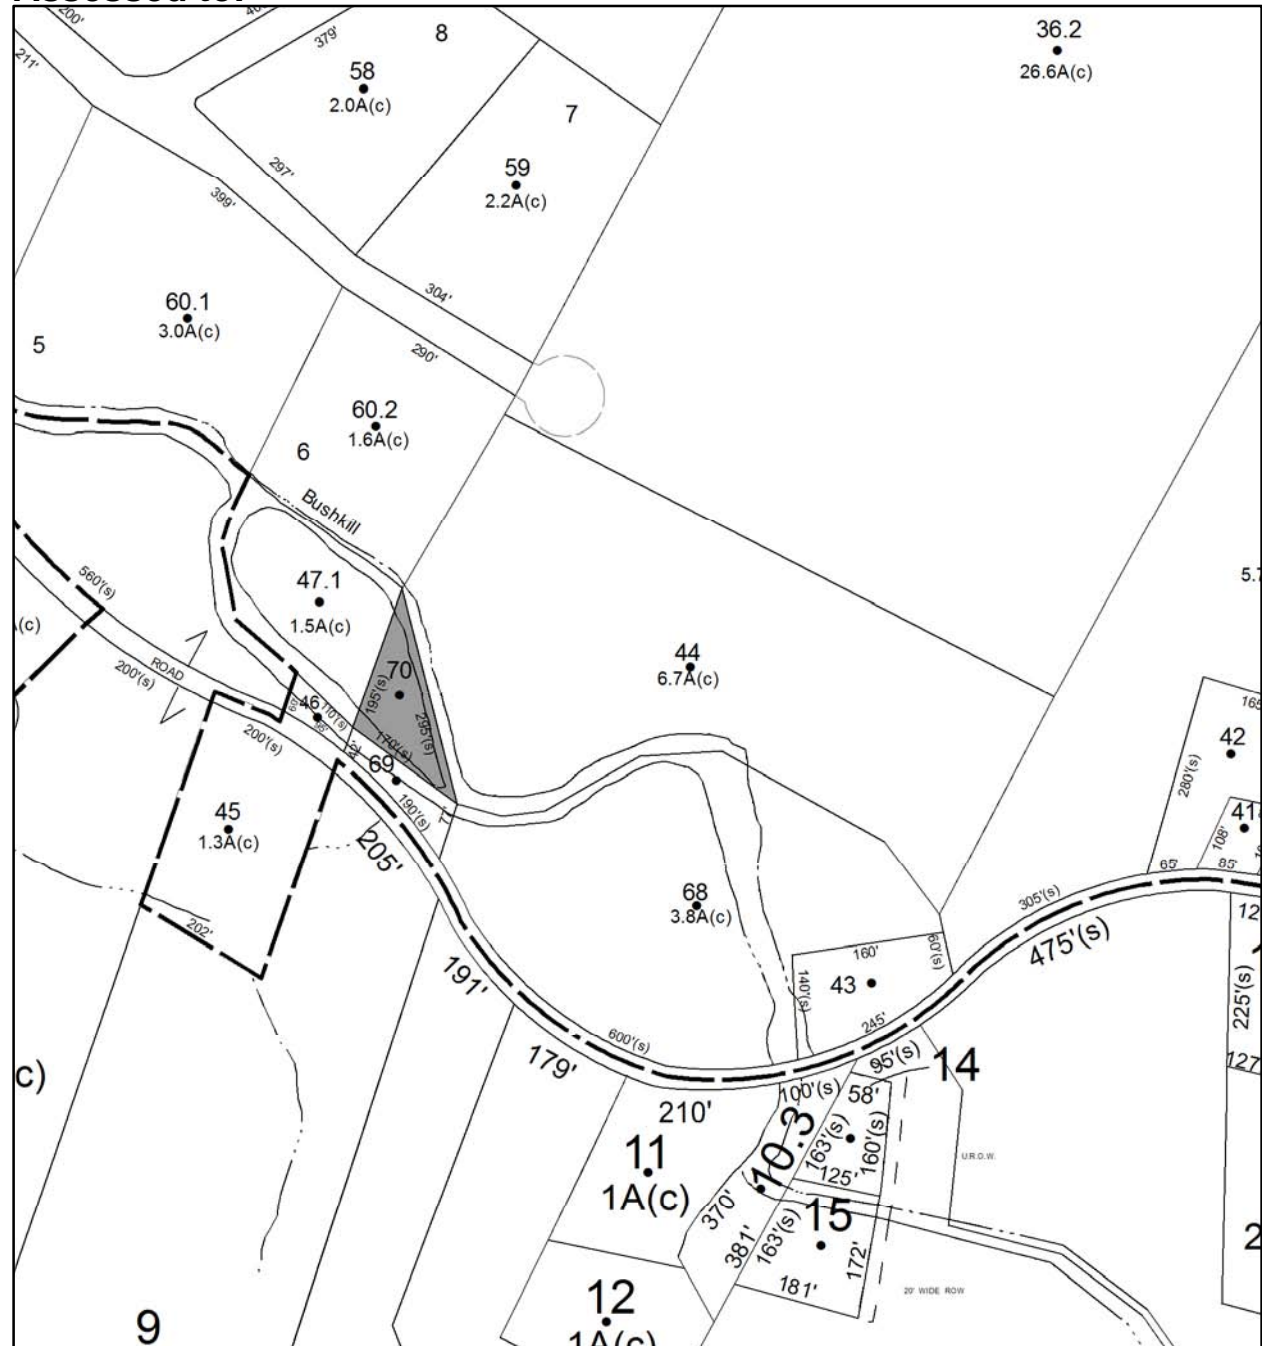 Assessed to:
200'
211'
379'
8
58
2.0A(c)
36.2
26.6A(c)
7
297'
59
2.2A(c)
399'
304'
60.1
3.0A(c)
5
290'
60.2
1.6A(c)
6
Bushkill
560'(s)
47.1
1.5A(c)
5.7
(c)
ROAD
200'(s)
44
6.7A(c)
70
195'(s)
295'(s)
170'(s)
46
110'(s)
200'(s)
165'
42
280'(s)
69
190'(s)
77'
45
1.3A(c)
205'
41
108'
65'
85'
202'
68
3.8A(c)
305'(s)
475'(s)
12
191'
160'
60'(s)
43
140'(s)
245'
225'(s)
179'
600'(s)
95'(s)
14
127'
c)
100'(s)
58'
210'
10.3
163'(s)
160'(s)
11
1A(c)
125'
U.R.O.W.
370'
381'
163'(s)
15
172'
2
181'
20' WIDE ROW
12
1A(c)
9